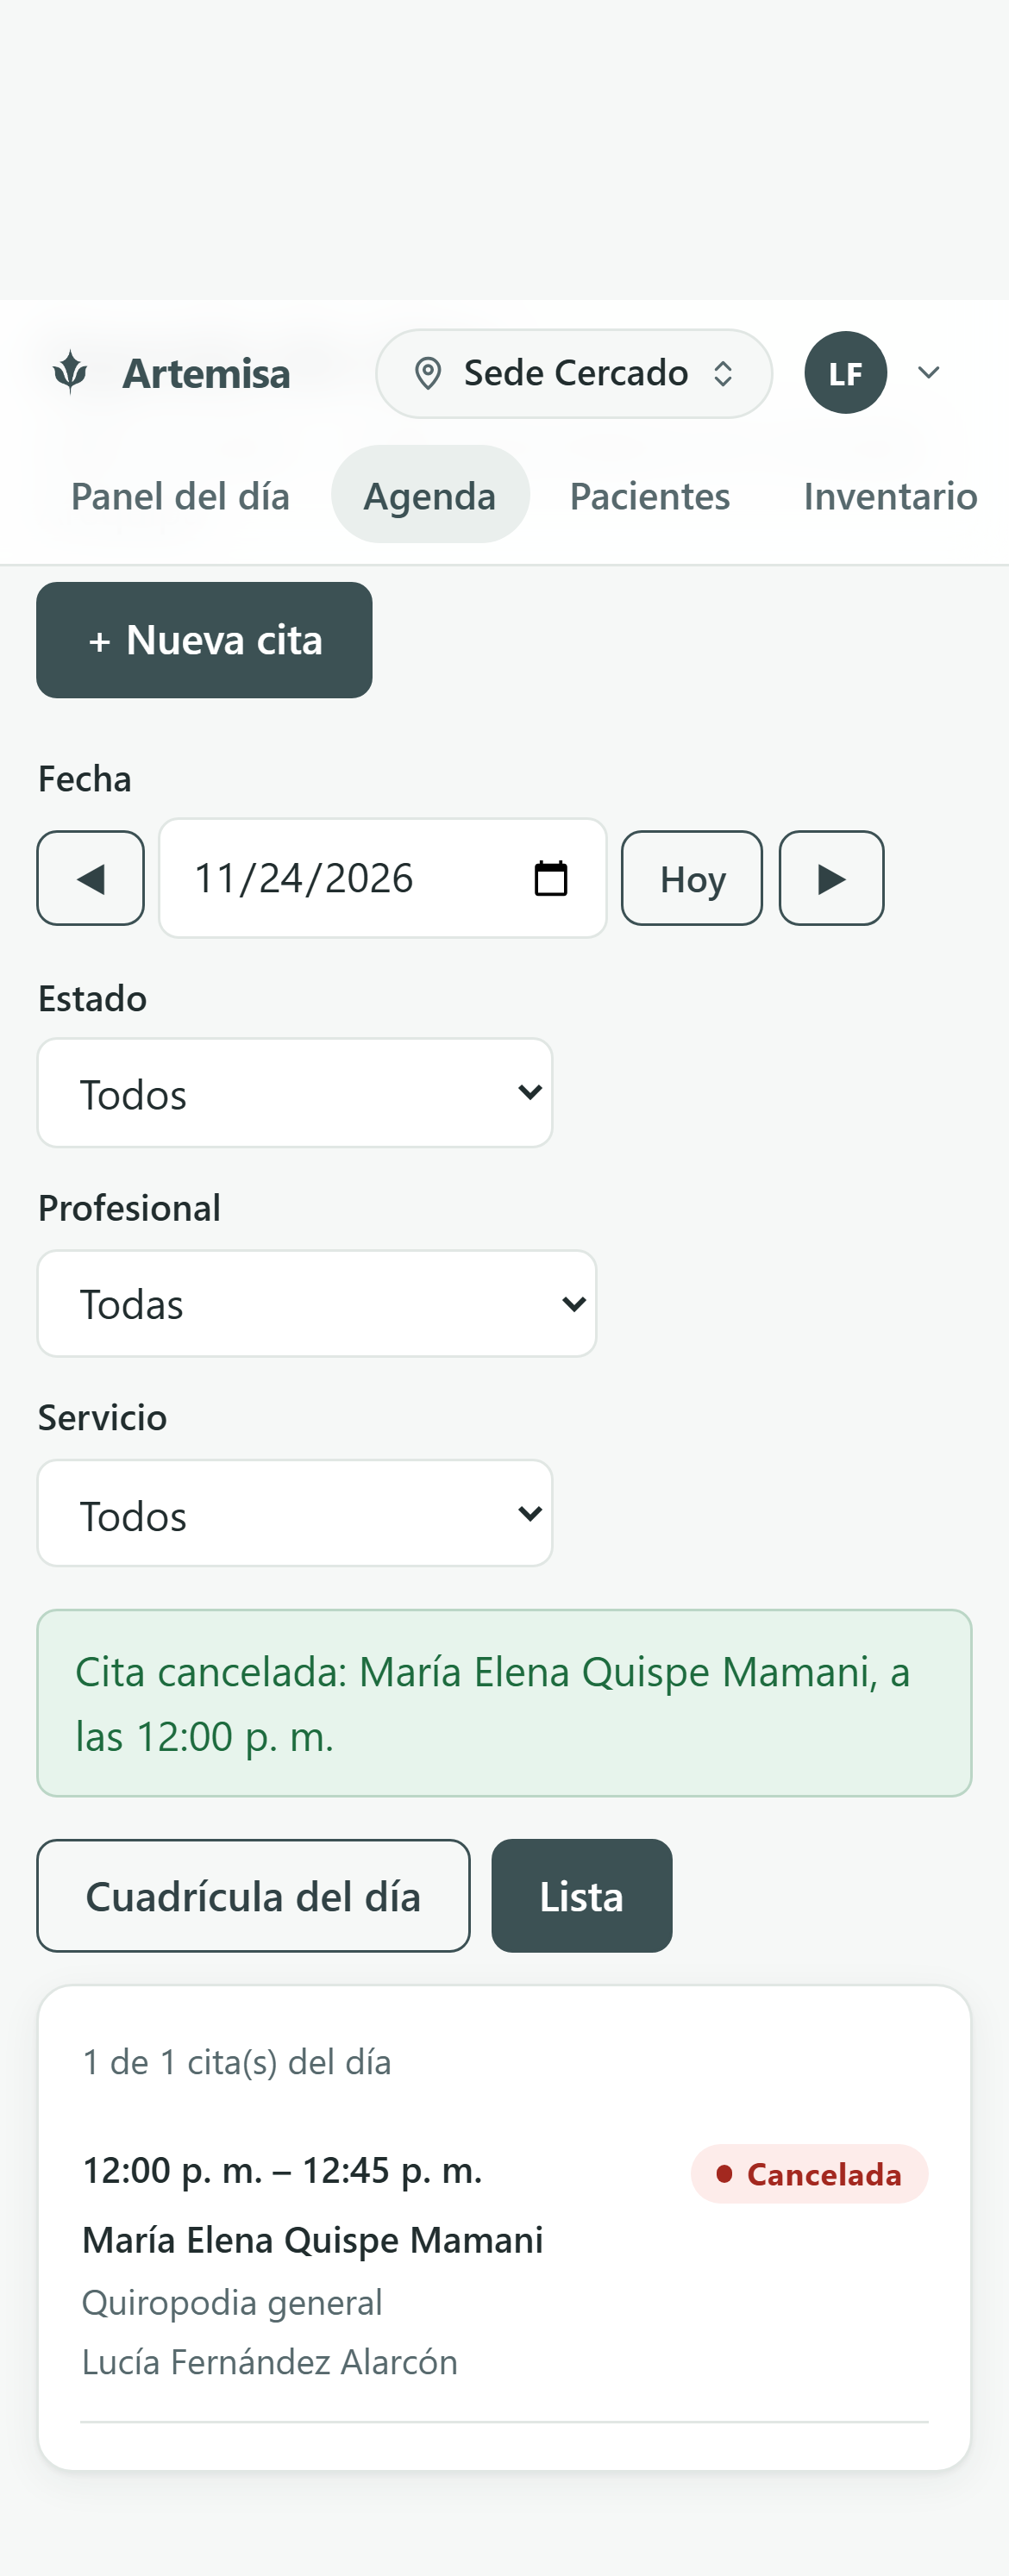 Artemisa
Sede Cercado
LF
Panel del día
Agenda
Pacientes
Inventario
+ Nueva cita
Fecha
11/24/2026
Hoy
Estado
Todos
Profesional
Todas
Servicio
Todos
Cita cancelada: María Elena Quispe Mamani, a
las 12:00 p. m.
Cuadrícula del día
Lista
1 de 1 cita(s) del día
12:00 p. m. – 12:45 p. m.
Cancelada
María Elena Quispe Mamani
Quiropodia general
Lucía Fernández Alarcón